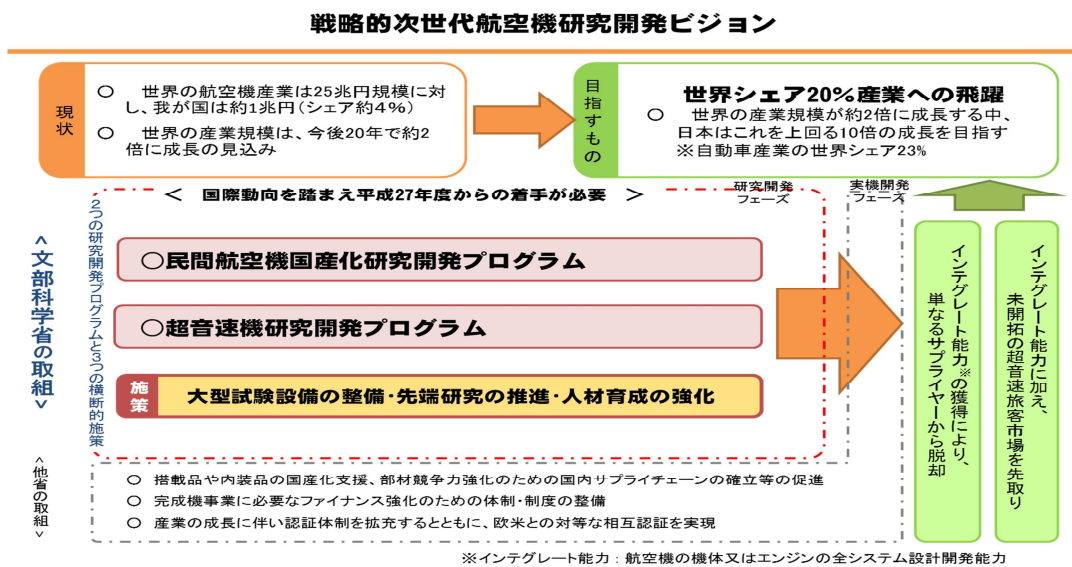 戦略的次世代航空機研究開発ビジョン
現状
○ 世界の航空機産業は25兆円規模に対
し、我が国は約1兆円(シェア約4%)
○ 世界の産業規模は、今後20年で約2
倍に成長の見込み
目指すもの
世界シェア20%産業への飛躍
○ 世界の産業規模が約2倍に成長する中、
日本はこれを上回る10倍の成長を目指す
※自動車産業の世界シェア23%
< 国際動向を踏まえ平成27年度からの着手が必要 >
研究開発
フェーズ
実機開発
フェーズ
<文部科学省の取組>
2つの研究開発プログラムと3つの横断的施策
○民間航空機国産化研究開発プログラム
○超音速機研究開発プログラム
施策
大型試験設備の整備・先端研究の推進・人材育成の強化
インテグレート能力※の獲得により、
単なるサプライヤーから脱却
インテグレート能力に加え、
未開拓の超音速旅客市場を先取り
<他省の取組>
○ 搭載品や内装品の国産化支援、部材競争力強化のための国内サプライチェーンの確立等の促進
○ 完成機事業に必要なファイナンス強化のための体制・制度の整備
○ 産業の成長に伴い認証体制を拡充するとともに、欧米との対等な相互認証を実現
※インテグレート能力：航空機の機体又はエンジンの全システム設計開発能力